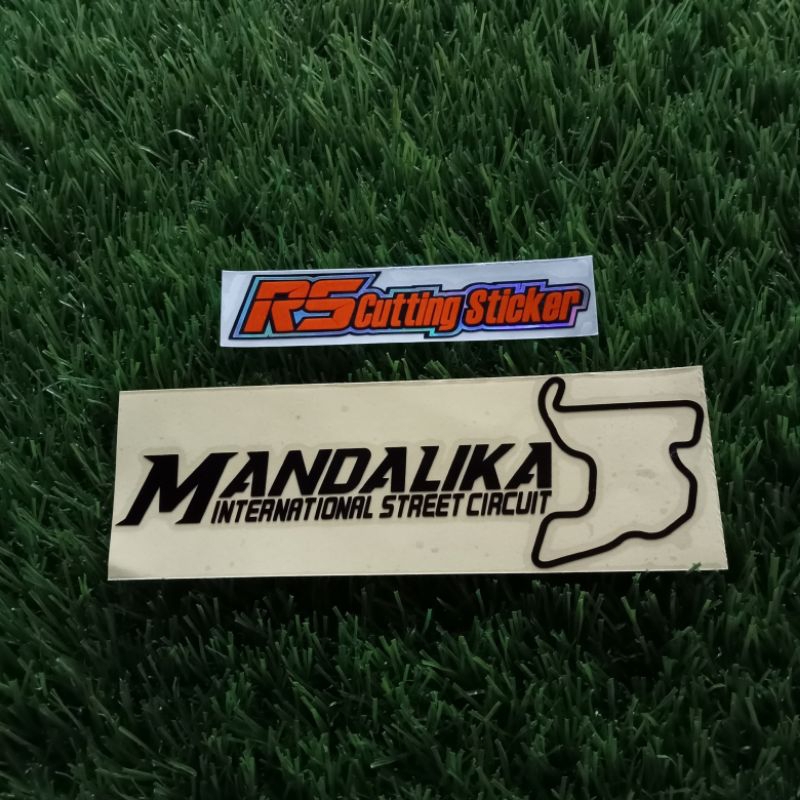 RS Cutting Sticker
MANDALIKA
INTERNATIONAL STREET CIRCUIT